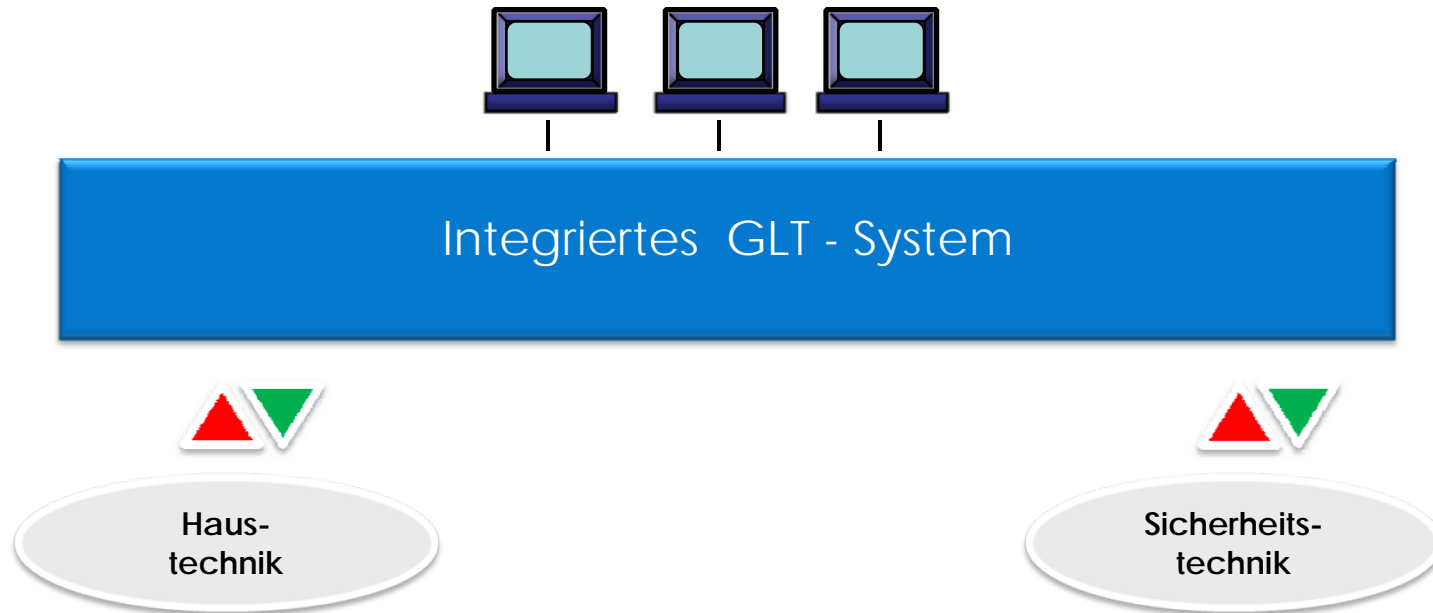 Integriertes GLT - System
Haus-
technik
Sicherheits-
technik